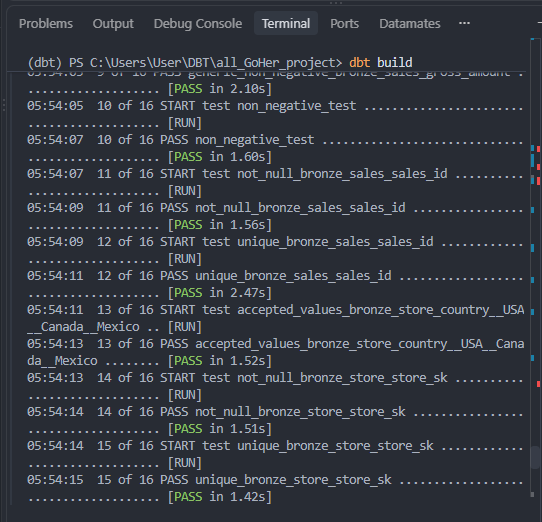 Problems Output Debug Console Terminal Ports Datamates ...
(dbt) PS C:\Users\User\DBT\all_GoHer_project> dbt build
05:54:05 9 of 16 PASS generic_non_negative_bronze_sales_gross_amount .
................... [PASS in 2.10s]
05:54:05 10 of 16 START test non_negative_test ........................
................... [RUN]
05:54:07 10 of 16 PASS non_negative_test ..............................
................... [PASS in 1.60s]
05:54:07 11 of 16 START test not_null_bronze_sales_sales_id ...........
................... [RUN]
05:54:09 11 of 16 PASS not_null_bronze_sales_sales_id .................
................... [PASS in 1.56s]
05:54:09 12 of 16 START test unique_bronze_sales_sales_id .............
................... [RUN]
05:54:11 12 of 16 PASS unique_bronze_sales_sales_id ...................
................... [PASS in 2.47s]
05:54:11 13 of 16 START test accepted_values_bronze_store_country__USA
__Canada__Mexico .. [RUN]
05:54:13 13 of 16 PASS accepted_values_bronze_store_country__USA__Cana
da__Mexico ........ [PASS in 1.52s]
05:54:13 14 of 16 START test not_null_bronze_store_store_sk ...........
................... [RUN]
05:54:14 14 of 16 PASS not_null_bronze_store_store_sk .................
................... [PASS in 1.51s]
05:54:14 15 of 16 START test unique_bronze_store_store_sk .............
................... [RUN]
05:54:15 15 of 16 PASS unique_bronze_store_store_sk ...................
................... [PASS in 1.42s]